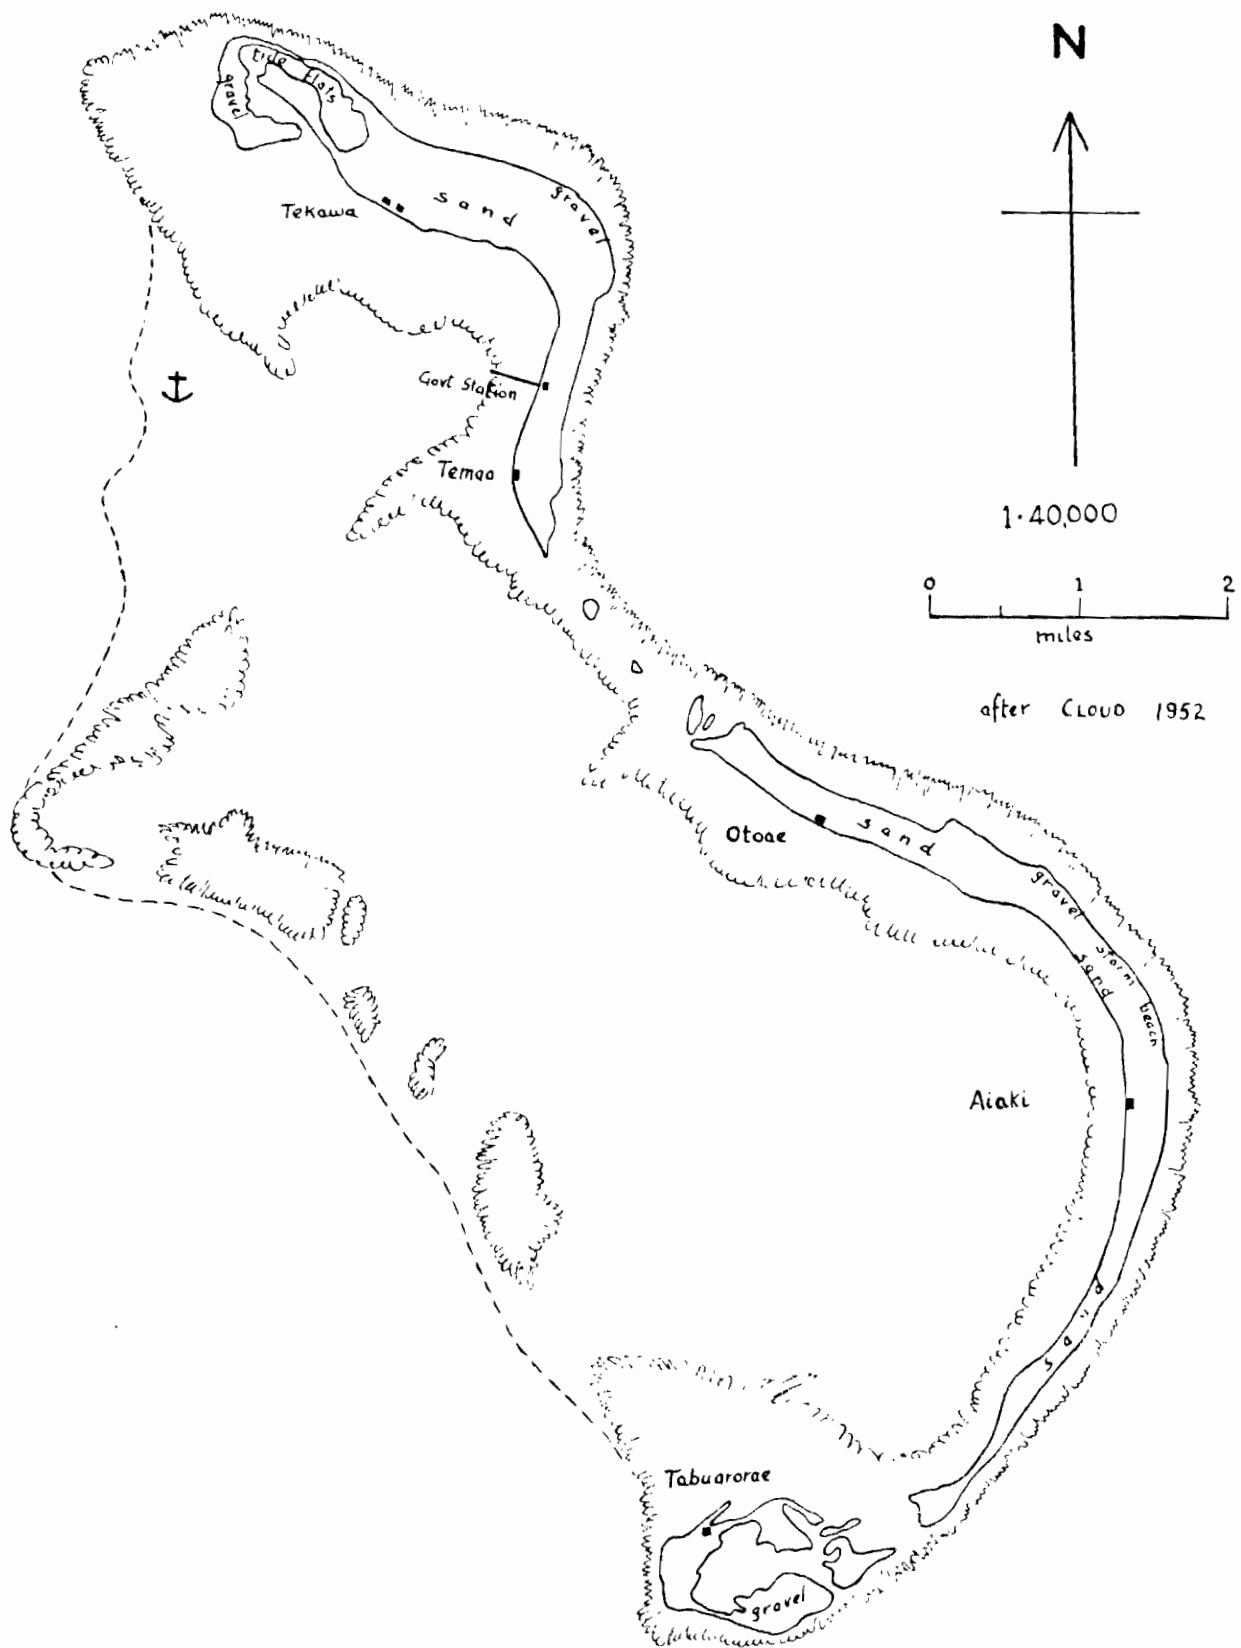 N
tide flats
gravel
Tekawa
sand
gravel
Govt Station
Temao
1·40,000
0 1 2
miles
after CLOUD 1952
Otoae
sand
gravel
storm beach
sand
Aiaki
sand
Tabuarorae
gravel